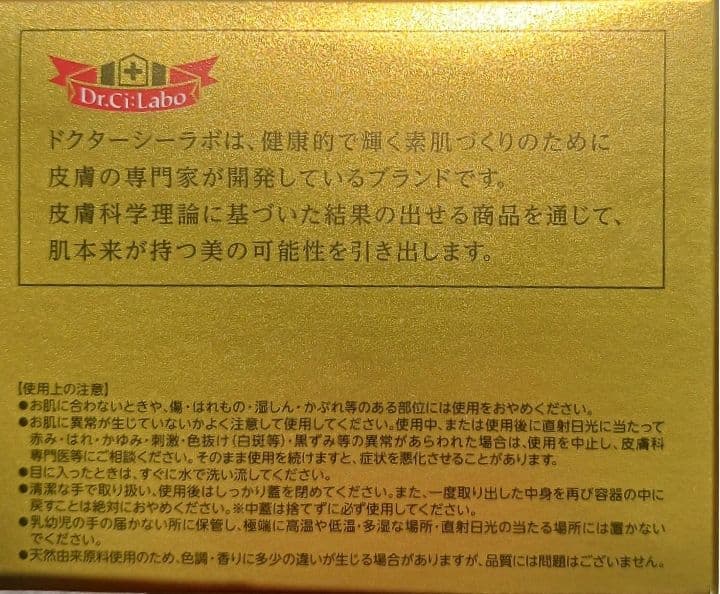 Dr.Ci:Labo
ドクターシーラボは、健康的で輝く素肌づくりのために
皮膚の専門家が開発しているブランドです。
皮膚科学理論に基づいた結果の出せる商品を通じて、
肌本来が持つ美の可能性を引き出します。
【使用上の注意】
●お肌に合わないときや、傷・はれもの・湿しん・かぶれ等のある部位には使用をおやめください。
●お肌に異常が生じていないかよく注意して使用してください。使用中、または使用後に直射日光に当たって
赤み・はれ・かゆみ・刺激・色抜け(白斑等)・黒ずみ等の異常があらわれた場合は、使用を中止し、皮膚科
専門医等にご相談ください。そのまま使用を続けますと、症状を悪化させることがあります。
●目に入ったときは、すぐに水で洗い流してください。
●清潔な手で取り扱い、使用後はしっかり蓋を閉めてください。また、一度取り出した中身を再び容器の中に
戻すことは絶対におやめください。※中蓋は捨てずに必ず使用してください。
●乳幼児の手の届かない所に保管し、極端に高温や低温・多湿な場所・直射日光の当たる場所には置かない
でください。
●天然由来原料使用のため、色調・香りに多少の違いが生じる場合がありますが、品質には問題はございません。